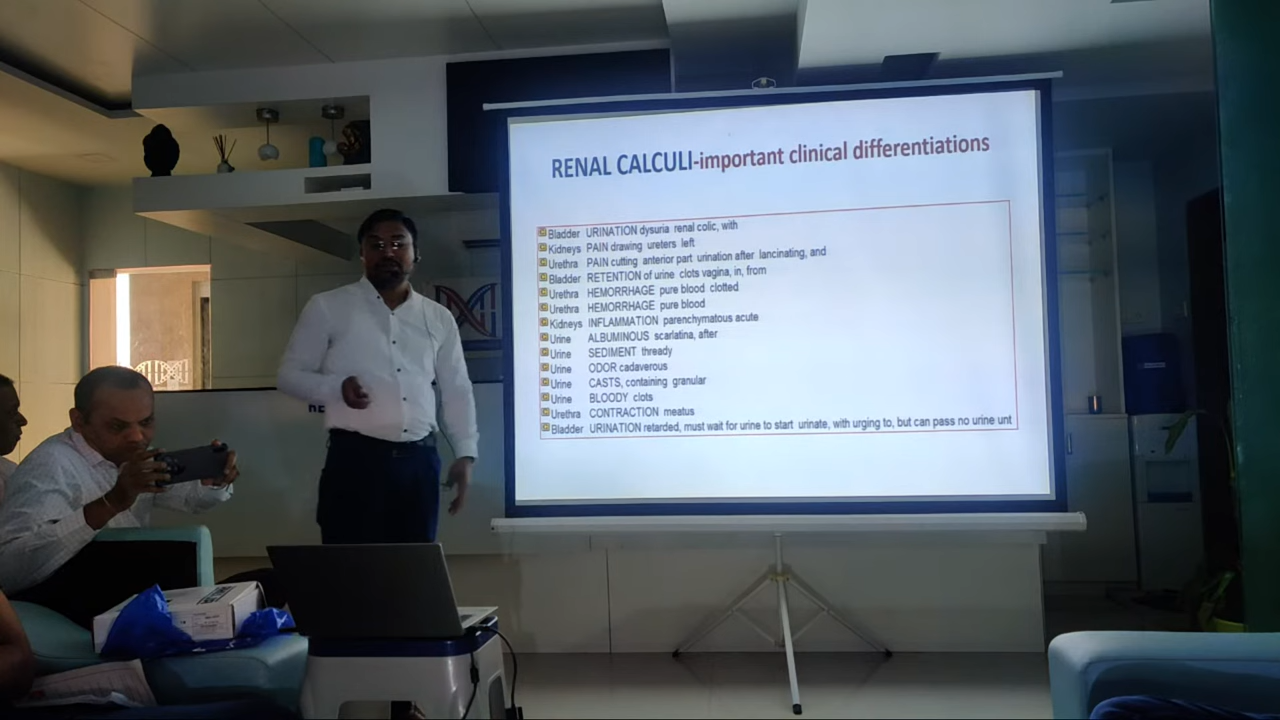 RENAL CALCULI-important clinical differentiations
Bladder URINATION dysuria renal colic, with
Kidneys PAIN drawing ureters left
Urethra PAIN cutting anterior part urination after lancinating, and
Bladder RETENTION of urine clots vagina, in, from
Urethra HEMORRHAGE pure blood clotted
Urethra HEMORRHAGE pure blood
Kidneys INFLAMMATION parenchymatous acute
Urine ALBUMINOUS scarlatina, after
Urine SEDIMENT thready
Urine ODOR cadaverous
Urine CASTS, containing granular
Urine BLOODY clots
Urethra CONTRACTION meatus
Bladder URINATION retarded, must wait for urine to start urinate, with urging to, but can pass no urine unt